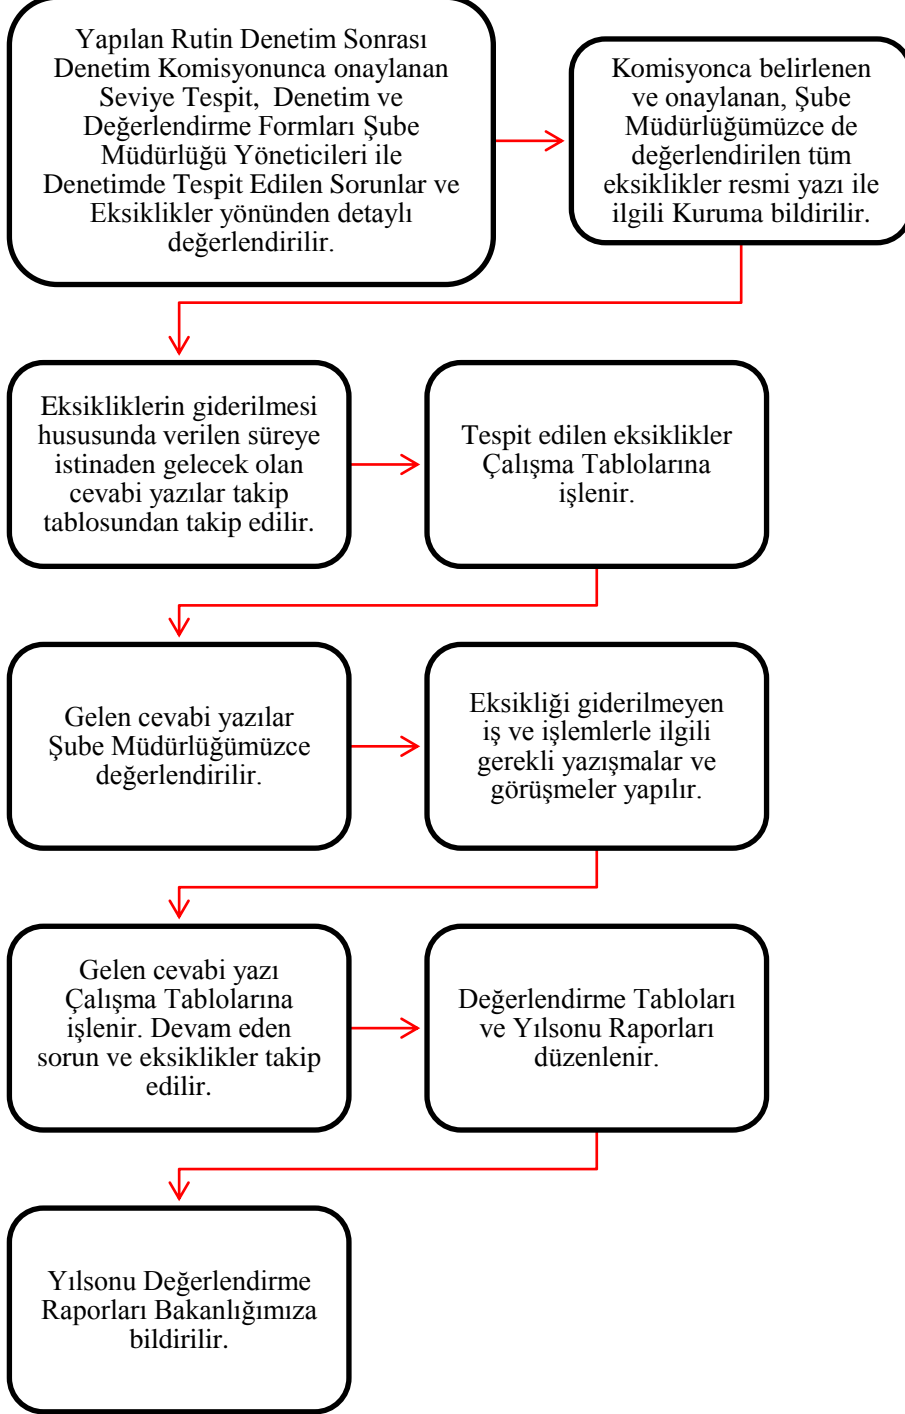 Yapılan Rutin Denetim Sonrası
Denetim Komisyonunca onaylanan
Seviye Tespit, Denetim ve
Değerlendirme Formları Şube
Müdürlüğü Yöneticileri ile
Denetimde Tespit Edilen Sorunlar ve
Eksiklikler yönünden detaylı
değerlendirilir.
Komisyonca belirlenen
ve onaylanan, Şube
Müdürlüğümüzce de
değerlendirilen tüm
eksiklikler resmi yazı ile
ilgili Kuruma bildirilir.
Eksikliklerin giderilmesi
hususunda verilen süreye
istinaden gelecek olan
cevabi yazılar takip
tablosundan takip edilir.
Tespit edilen eksiklikler
Çalışma Tablolarına
işlenir.
Gelen cevabi yazılar
Şube Müdürlüğümüzce
değerlendirilir.
Eksikliği giderilmeyen
iş ve işlemlerle ilgili
gerekli yazışmalar ve
görüşmeler yapılır.
Gelen cevabi yazı
Çalışma Tablolarına
işlenir. Devam eden
sorun ve eksiklikler takip
edilir.
Değerlendirme Tabloları
ve Yılsonu Raporları
düzenlenir.
Yılsonu Değerlendirme
Raporları Bakanlığımıza
bildirilir.